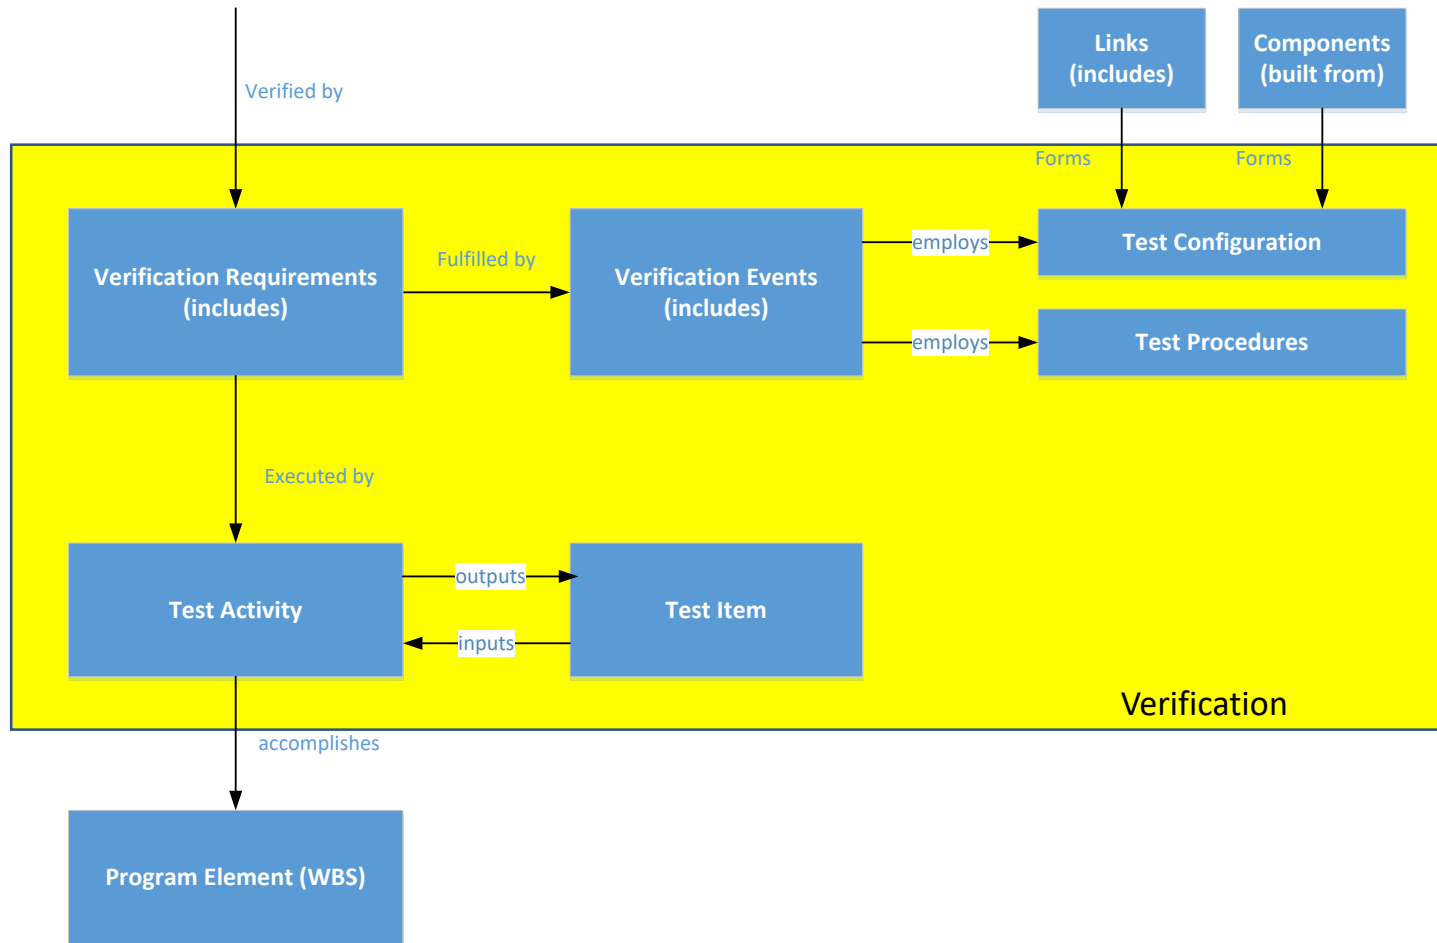 Links
(includes)
Components
(built from)
Verified by
Forms
Forms
Verification Requirements
(includes)
Fulfilled by
Verification Events
(includes)
employs
Test Configuration
employs
Test Procedures
Executed by
Test Activity
outputs
inputs
Test Item
Verification
accomplishes
Program Element (WBS)